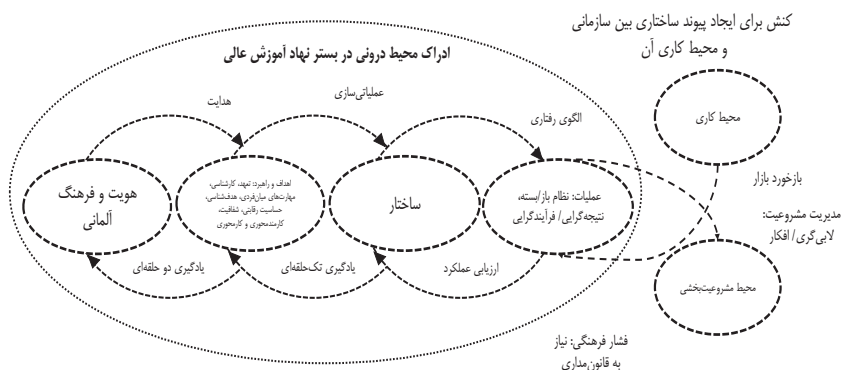 کنش برای ایجاد پیوند ساختاری بین سازمانی
و محیط کاری آن
ادراک محیط درونی در بستر نهاد آموزش عالی
هدایت
عملیاتی‌سازی
الگوی رفتاری
محیط کاری
بازخورد بازار
هویت و فرهنگ
آلمانی
اهداف و راهبرد: تعهد، کارشناسی،
مهارت‌های میان‌فردی، هدف‌شناسی،
حساسیت رقابتی، شفافیت،
کارمندمحوری و کارمحوری
ساختار
عملیات: نظام باز/بسته،
نتیجه‌گرایی/ فرآیندگرایی
مدیریت مشروعیت:
لابی‌گری/ افکار
یادگیری دو حلقه‌ای
یادگیری تک‌حلقه‌ای
ارزیابی عملکرد
محیط مشروعیت‌بخشی
فشار فرهنگی: نیاز
به قانون‌مداری